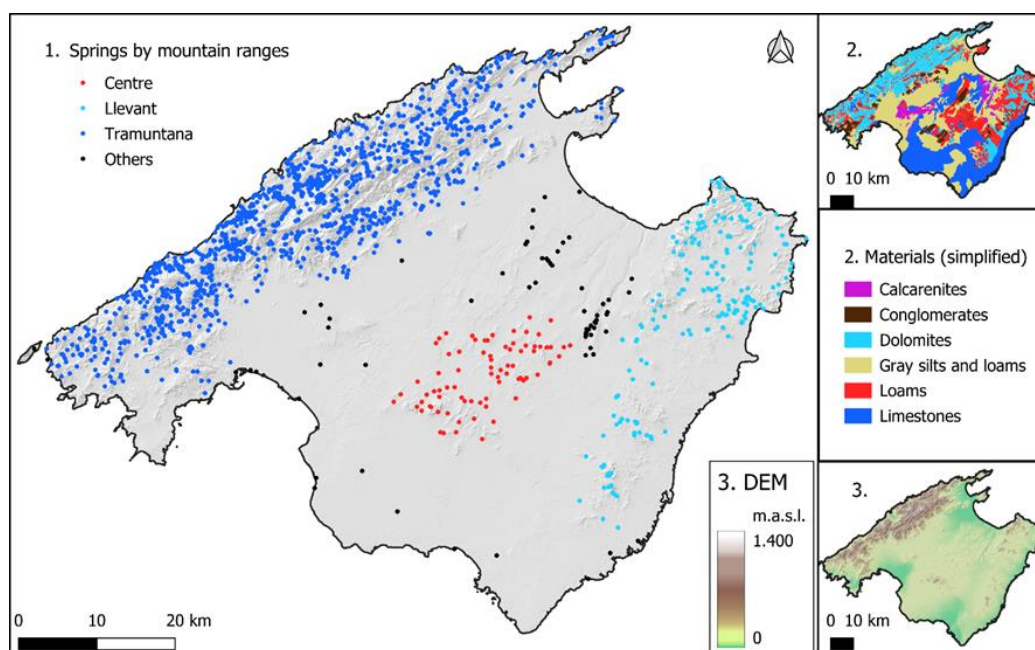 1. Springs by mountain ranges
Centre
Llevant
Tramuntana
Others
0 10 20 km
3. DEM
m.a.s.l.
1.400
0
2.
0 10 km
2. Materials (simplified)
Calcarenites
Conglomerates
Dolomites
Gray silts and loams
Loams
Limestones
3.
0 10 km